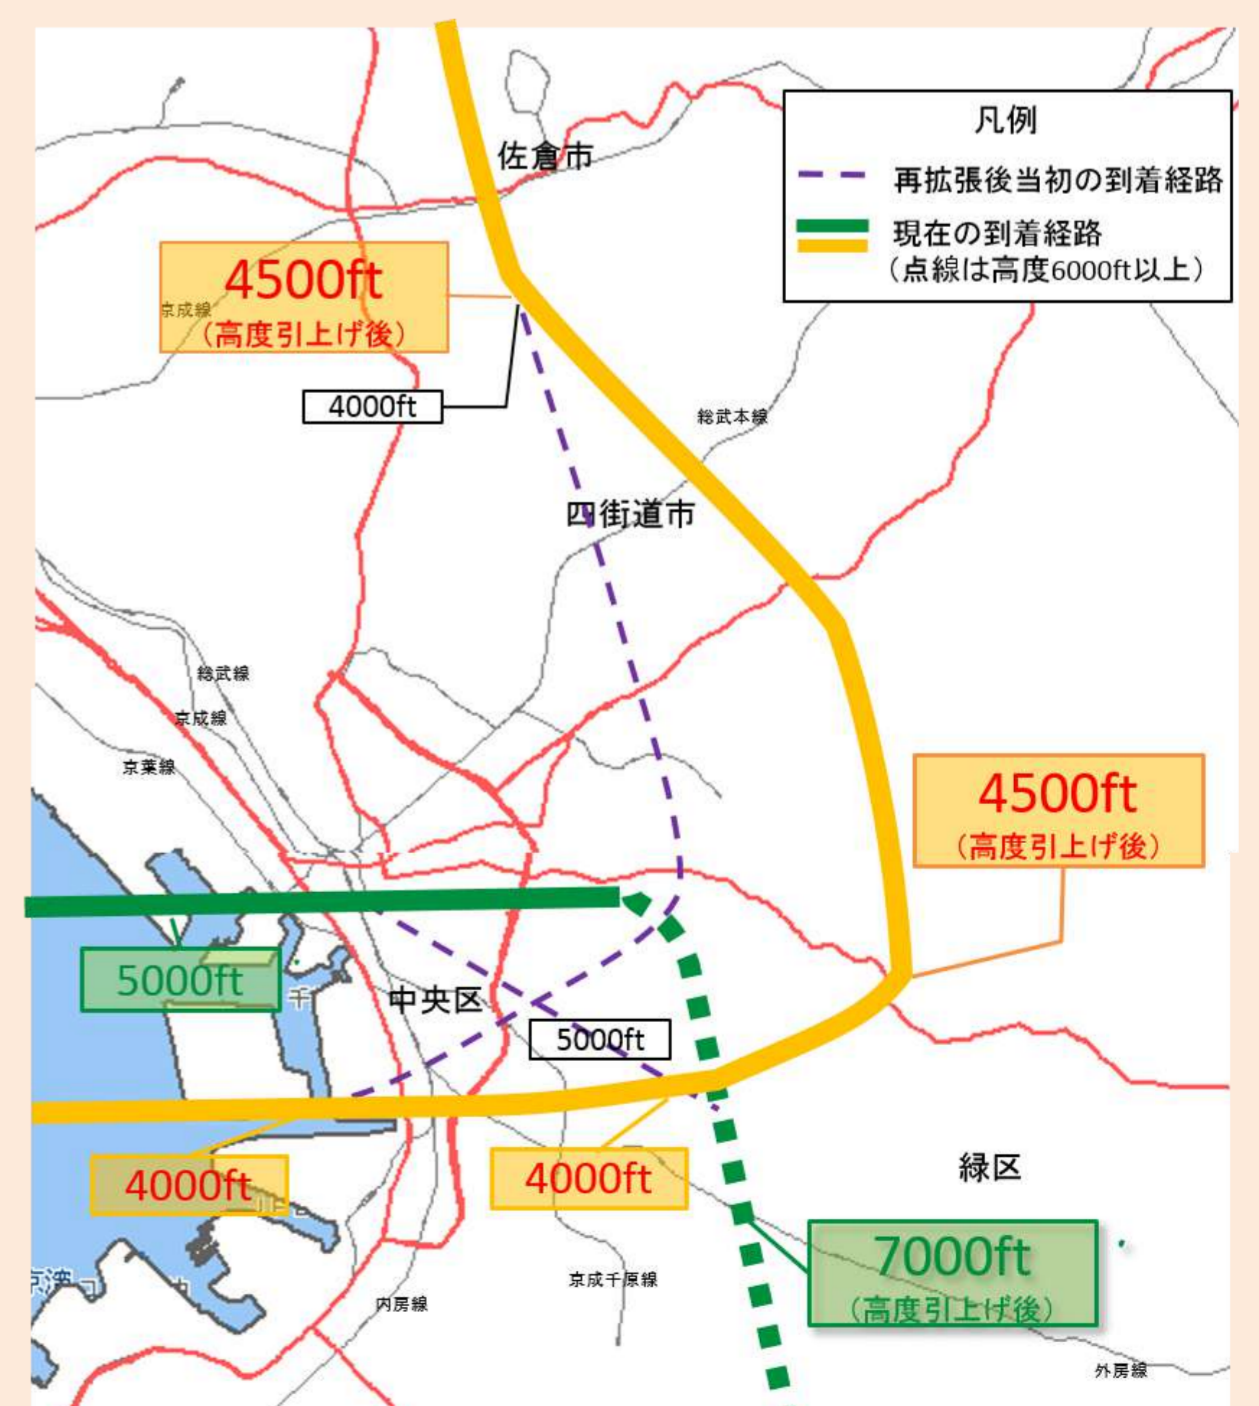 凡例
再拡張後当初の到着経路
現在の到着経路
（点線は高度6000ft以上）
佐倉市
4500ft
（高度引上げ後）
京成線
4000ft
総武本線
四街道市
総武線
京成線
京葉線
4500ft
（高度引上げ後）
5000ft
千
中央区
5000ft
4000ft
4000ft
緑区
7000ft
（高度引上げ後）
京成千原線
内房線
外房線